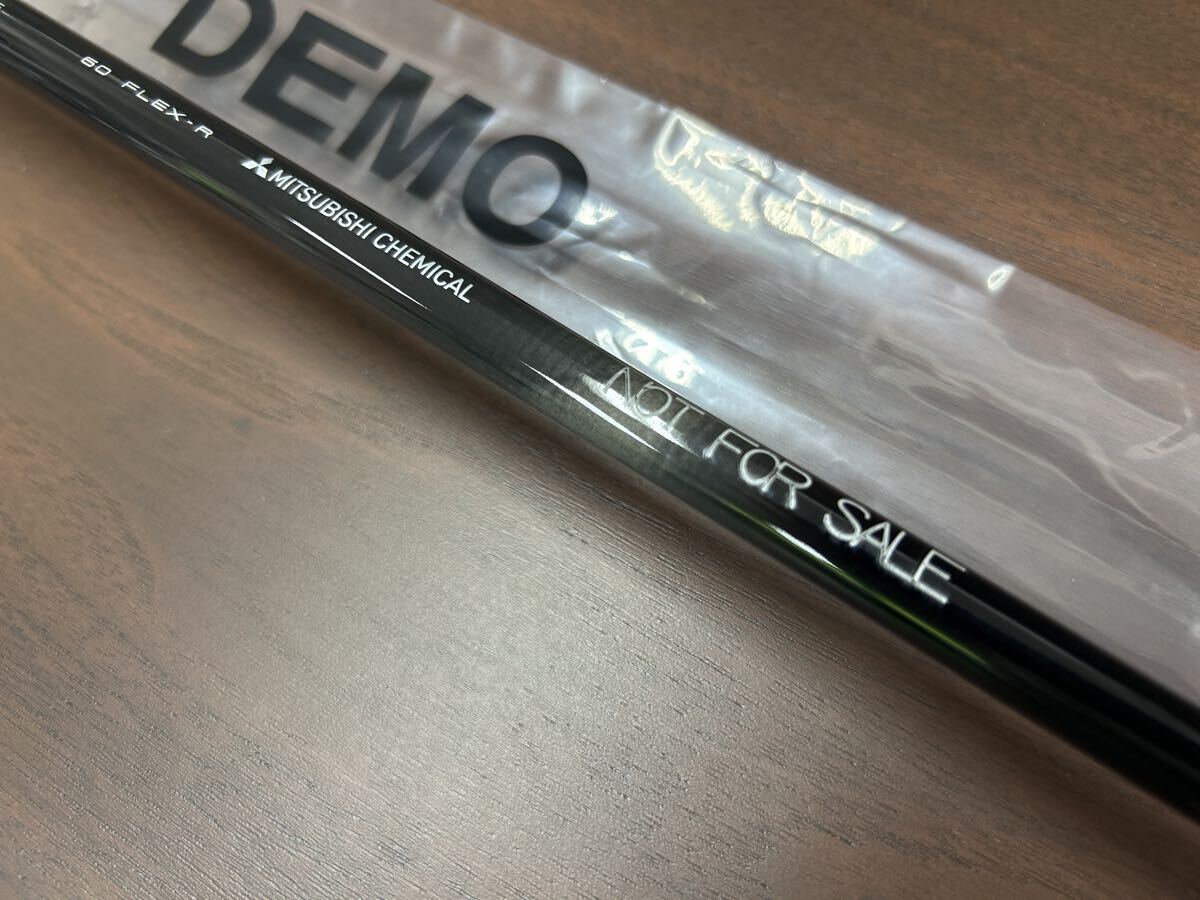 DEMO
60 FLEX-R
MITSUBISHI CHEMICAL
NOT FOR SALE